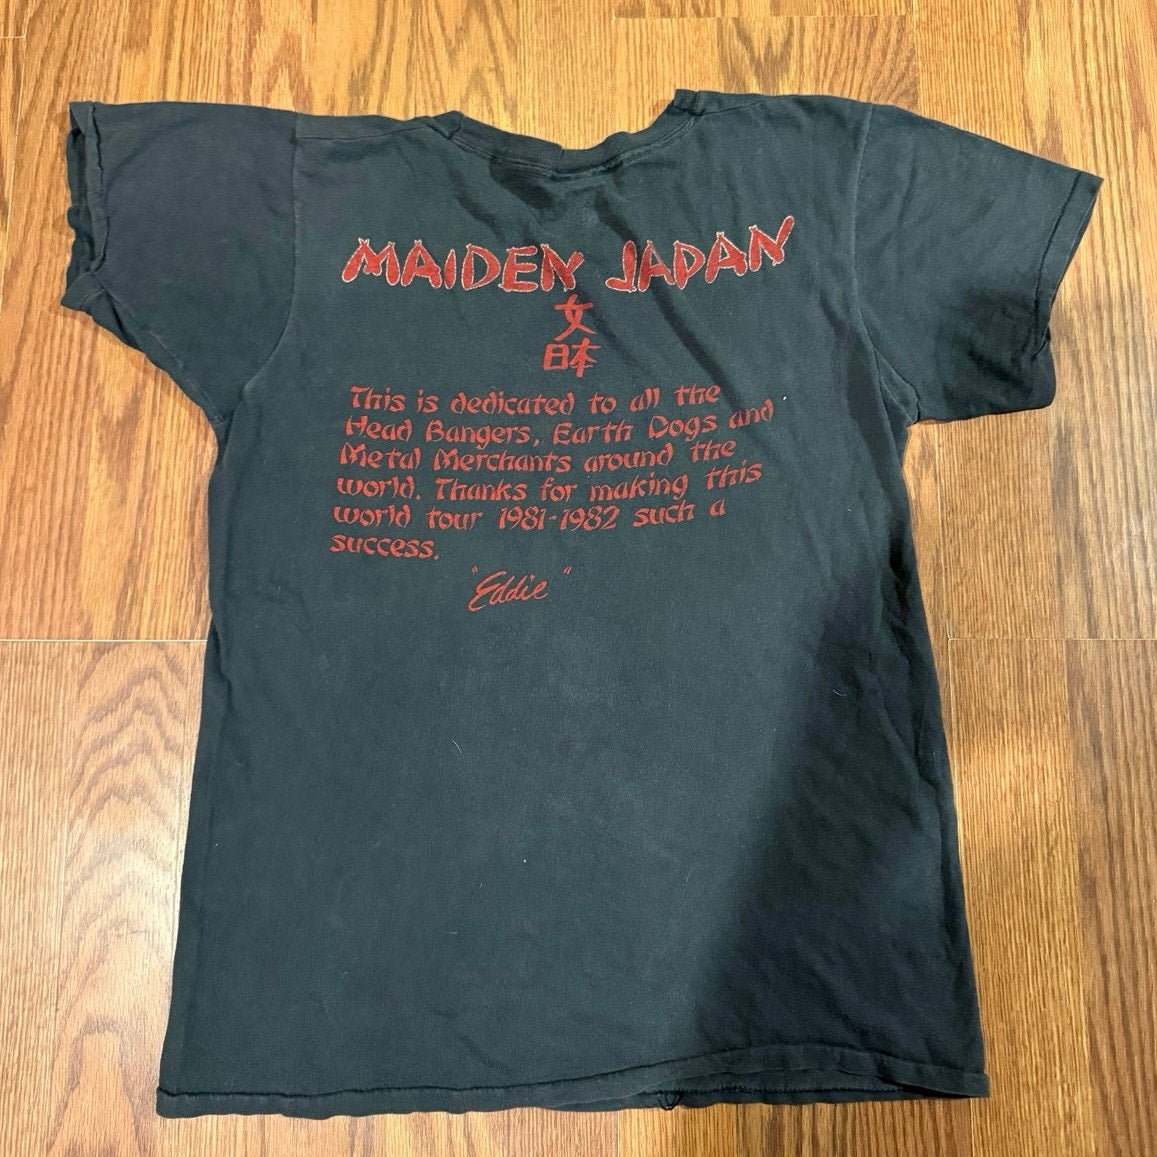 MAIDEN JAPAN
女
日本
This is dedicated to all the
Head Bangers, Earth Dogs and
Metal Merchants around the
world. Thanks for making this
world tour 1981-1982 such a
success.
"Eddie"